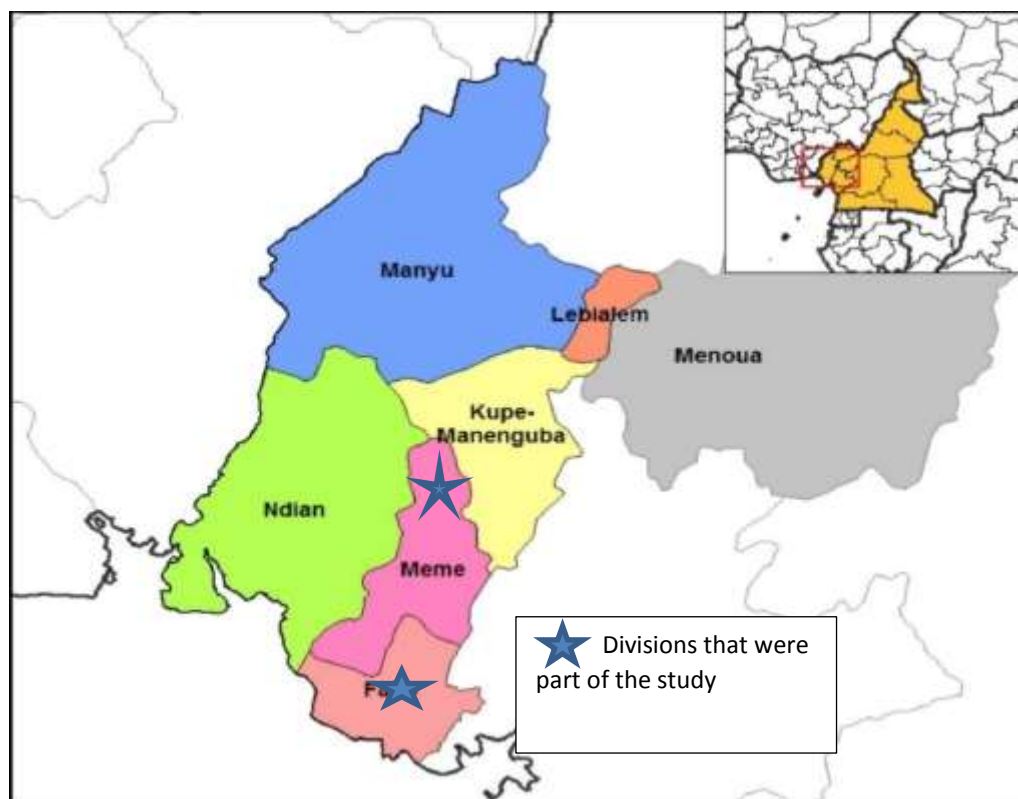 Manyu
Lebialem
Menoua
Kupe-
Manenguba
Ndian
Meme
Divisions that were
part of the study